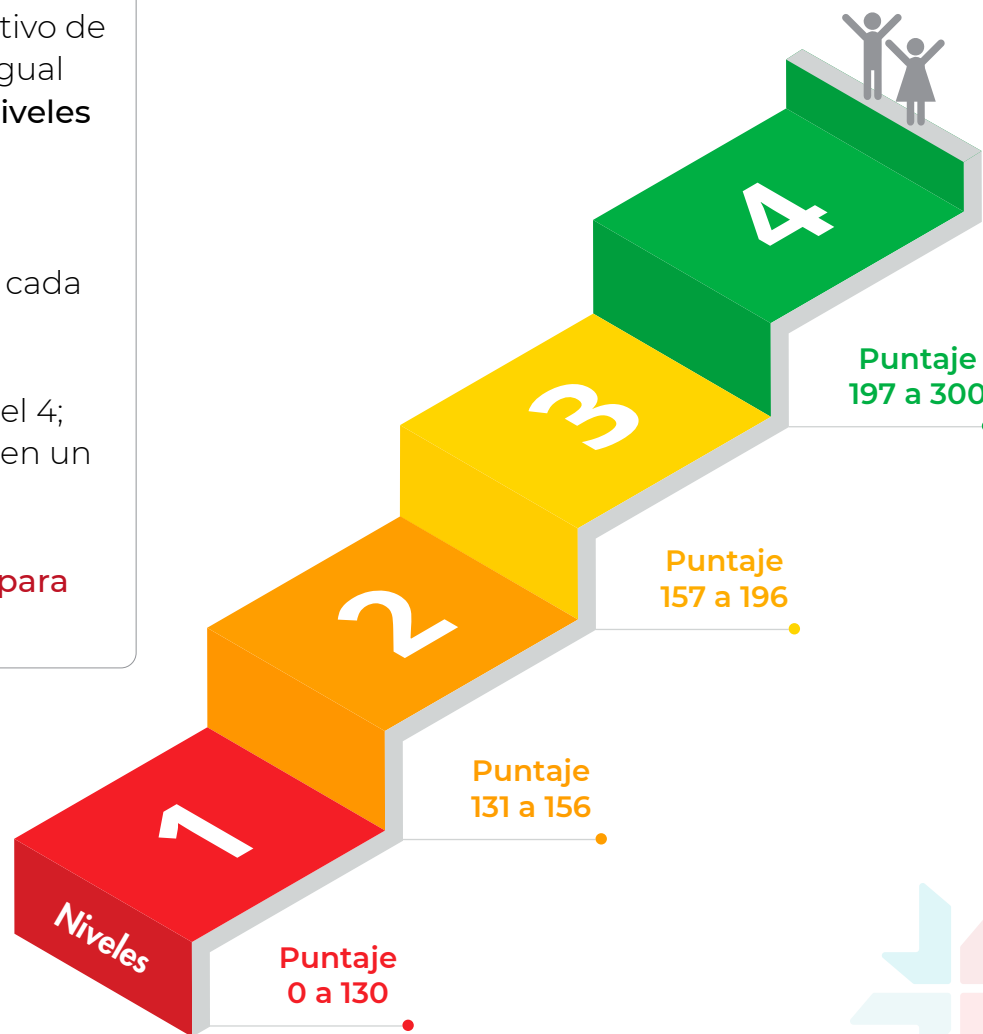 tivo de
gual
iveles
cada
el 4;
en un
para
4
Puntaje
197 a 300
3
Puntaje
157 a 196
2
Puntaje
131 a 156
1
Niveles
Puntaje
0 a 130